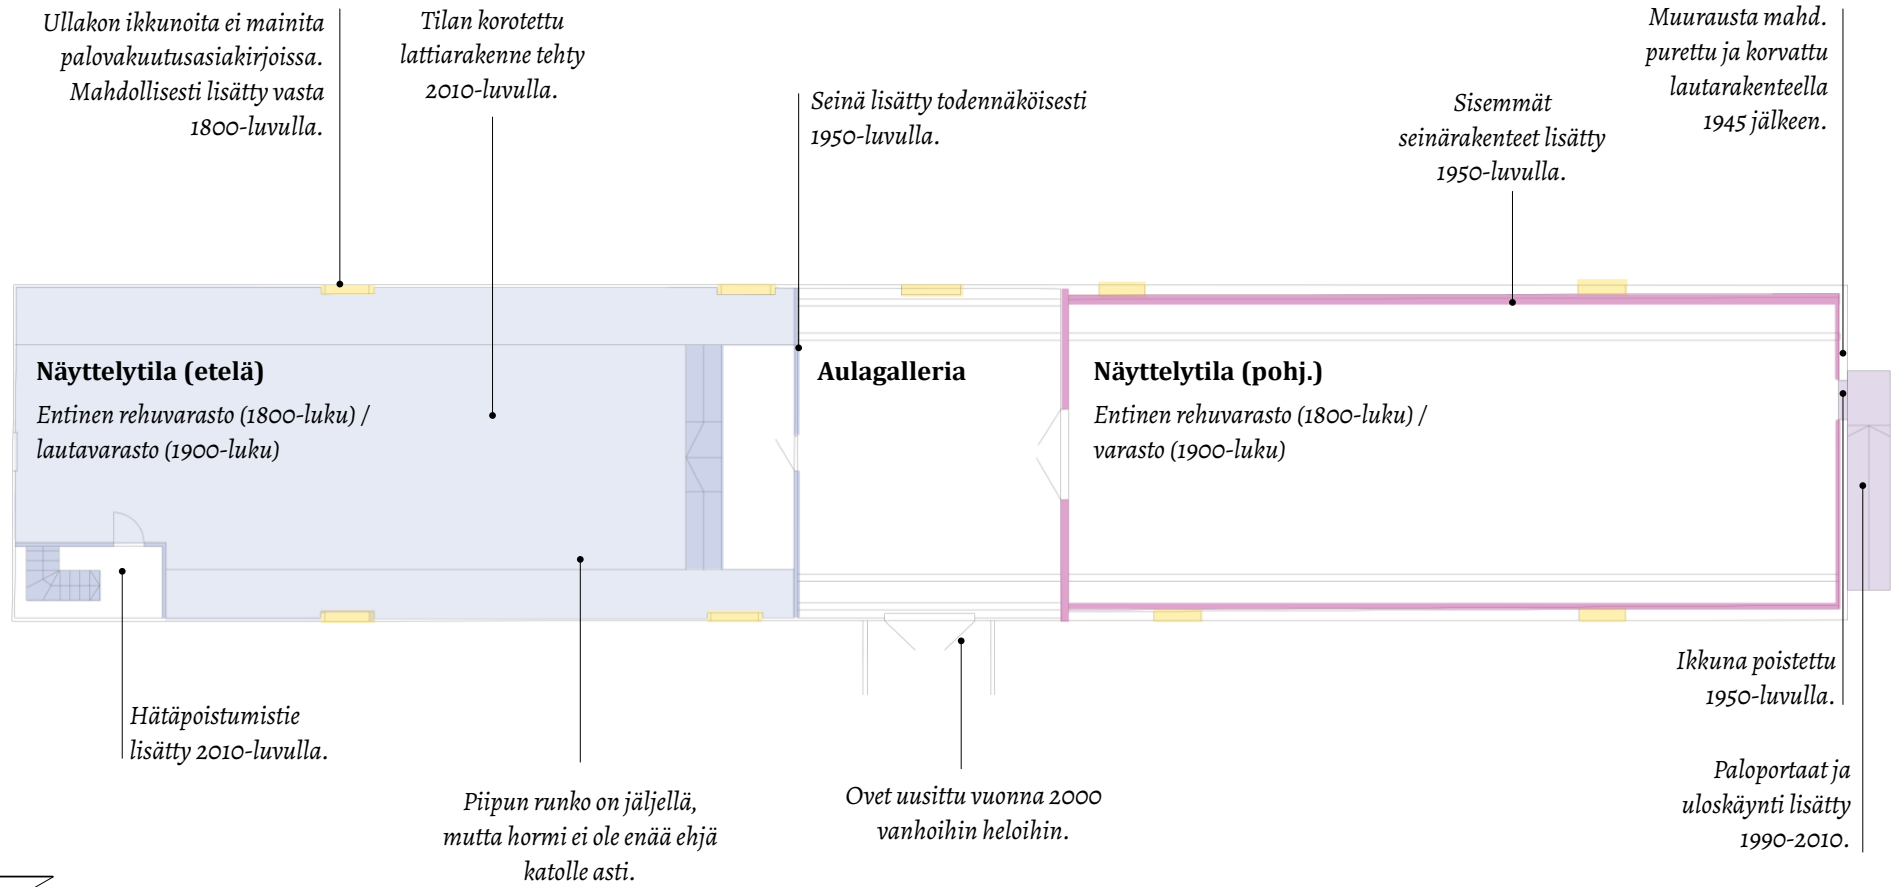 Ullakon ikkunoita ei mainita
palovakuutusasiakirjoissa.
Mahdollisesti lisätty vasta
1800-luvulla.
Tilan korotettu
lattiarakenne tehty
2010-luvulla.
Seinä lisätty todennäköisesti
1950-luvulla.
Sisemmät
seinärakenteet lisätty
1950-luvulla.
Muurausta mahd.
purettu ja korvattu
lautarakenteella
1945 jälkeen.
Näyttelytila (etelä)
Entinen rehuvarasto (1800-luku) /
lautavarasto (1900-luku)
Aulagalleria
Näyttelytila (pohj.)
Entinen rehuvarasto (1800-luku) /
varasto (1900-luku)
Hätäpoistumistie
lisätty 2010-luvulla.
Piipun runko on jäljellä,
mutta hormi ei ole enää ehjä
katolle asti.
Ovet uusittu vuonna 2000
vanhoihin heloihin.
Ikkuna poistettu
1950-luvulla.
Paloportaat ja
uloskäynti lisätty
1990-2010.